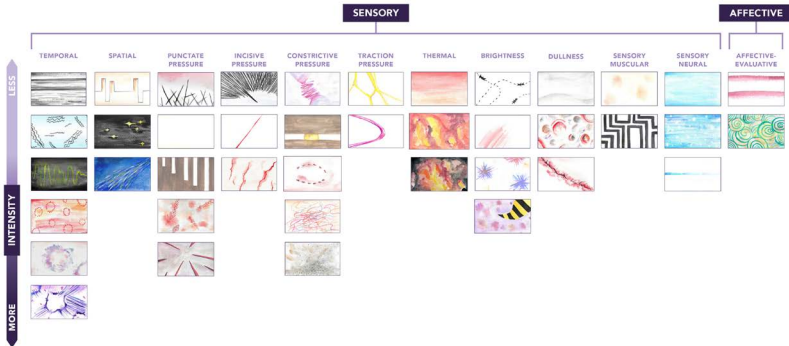 SENSORY
AFFECTIVE
TEMPORAL
SPATIAL
PUNCTATE
PRESSURE
INCISIVE
PRESSURE
CONSTRICTIVE
PRESSURE
TRACTION
PRESSURE
THERMAL
BRIGHTNESS
DULLNESS
SENSORY
MUSCULAR
SENSORY
NEURAL
AFFECTIVE-
EVALUATIVE
LESS
INTENSITY
MORE